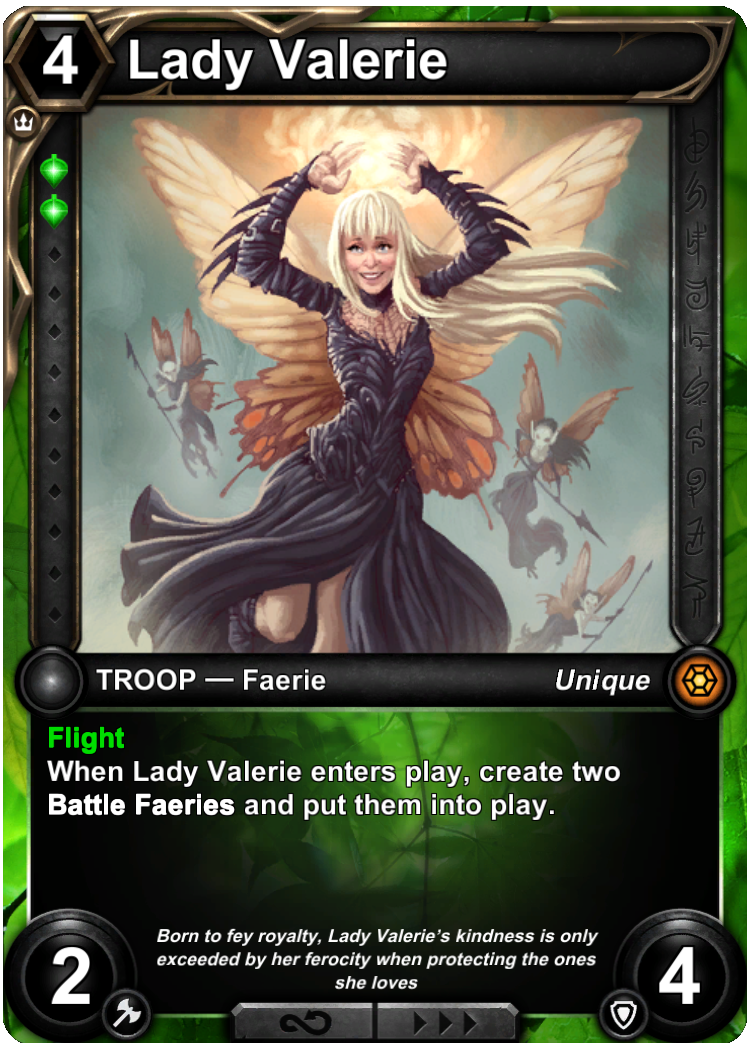 4
Lady Valerie
TROOP — Faerie
Unique
Flight
When Lady Valerie enters play, create two
Battle Faeries and put them into play.
Born to fey royalty, Lady Valerie's kindness is only
exceeded by her ferocity when protecting the ones
she loves
2
4